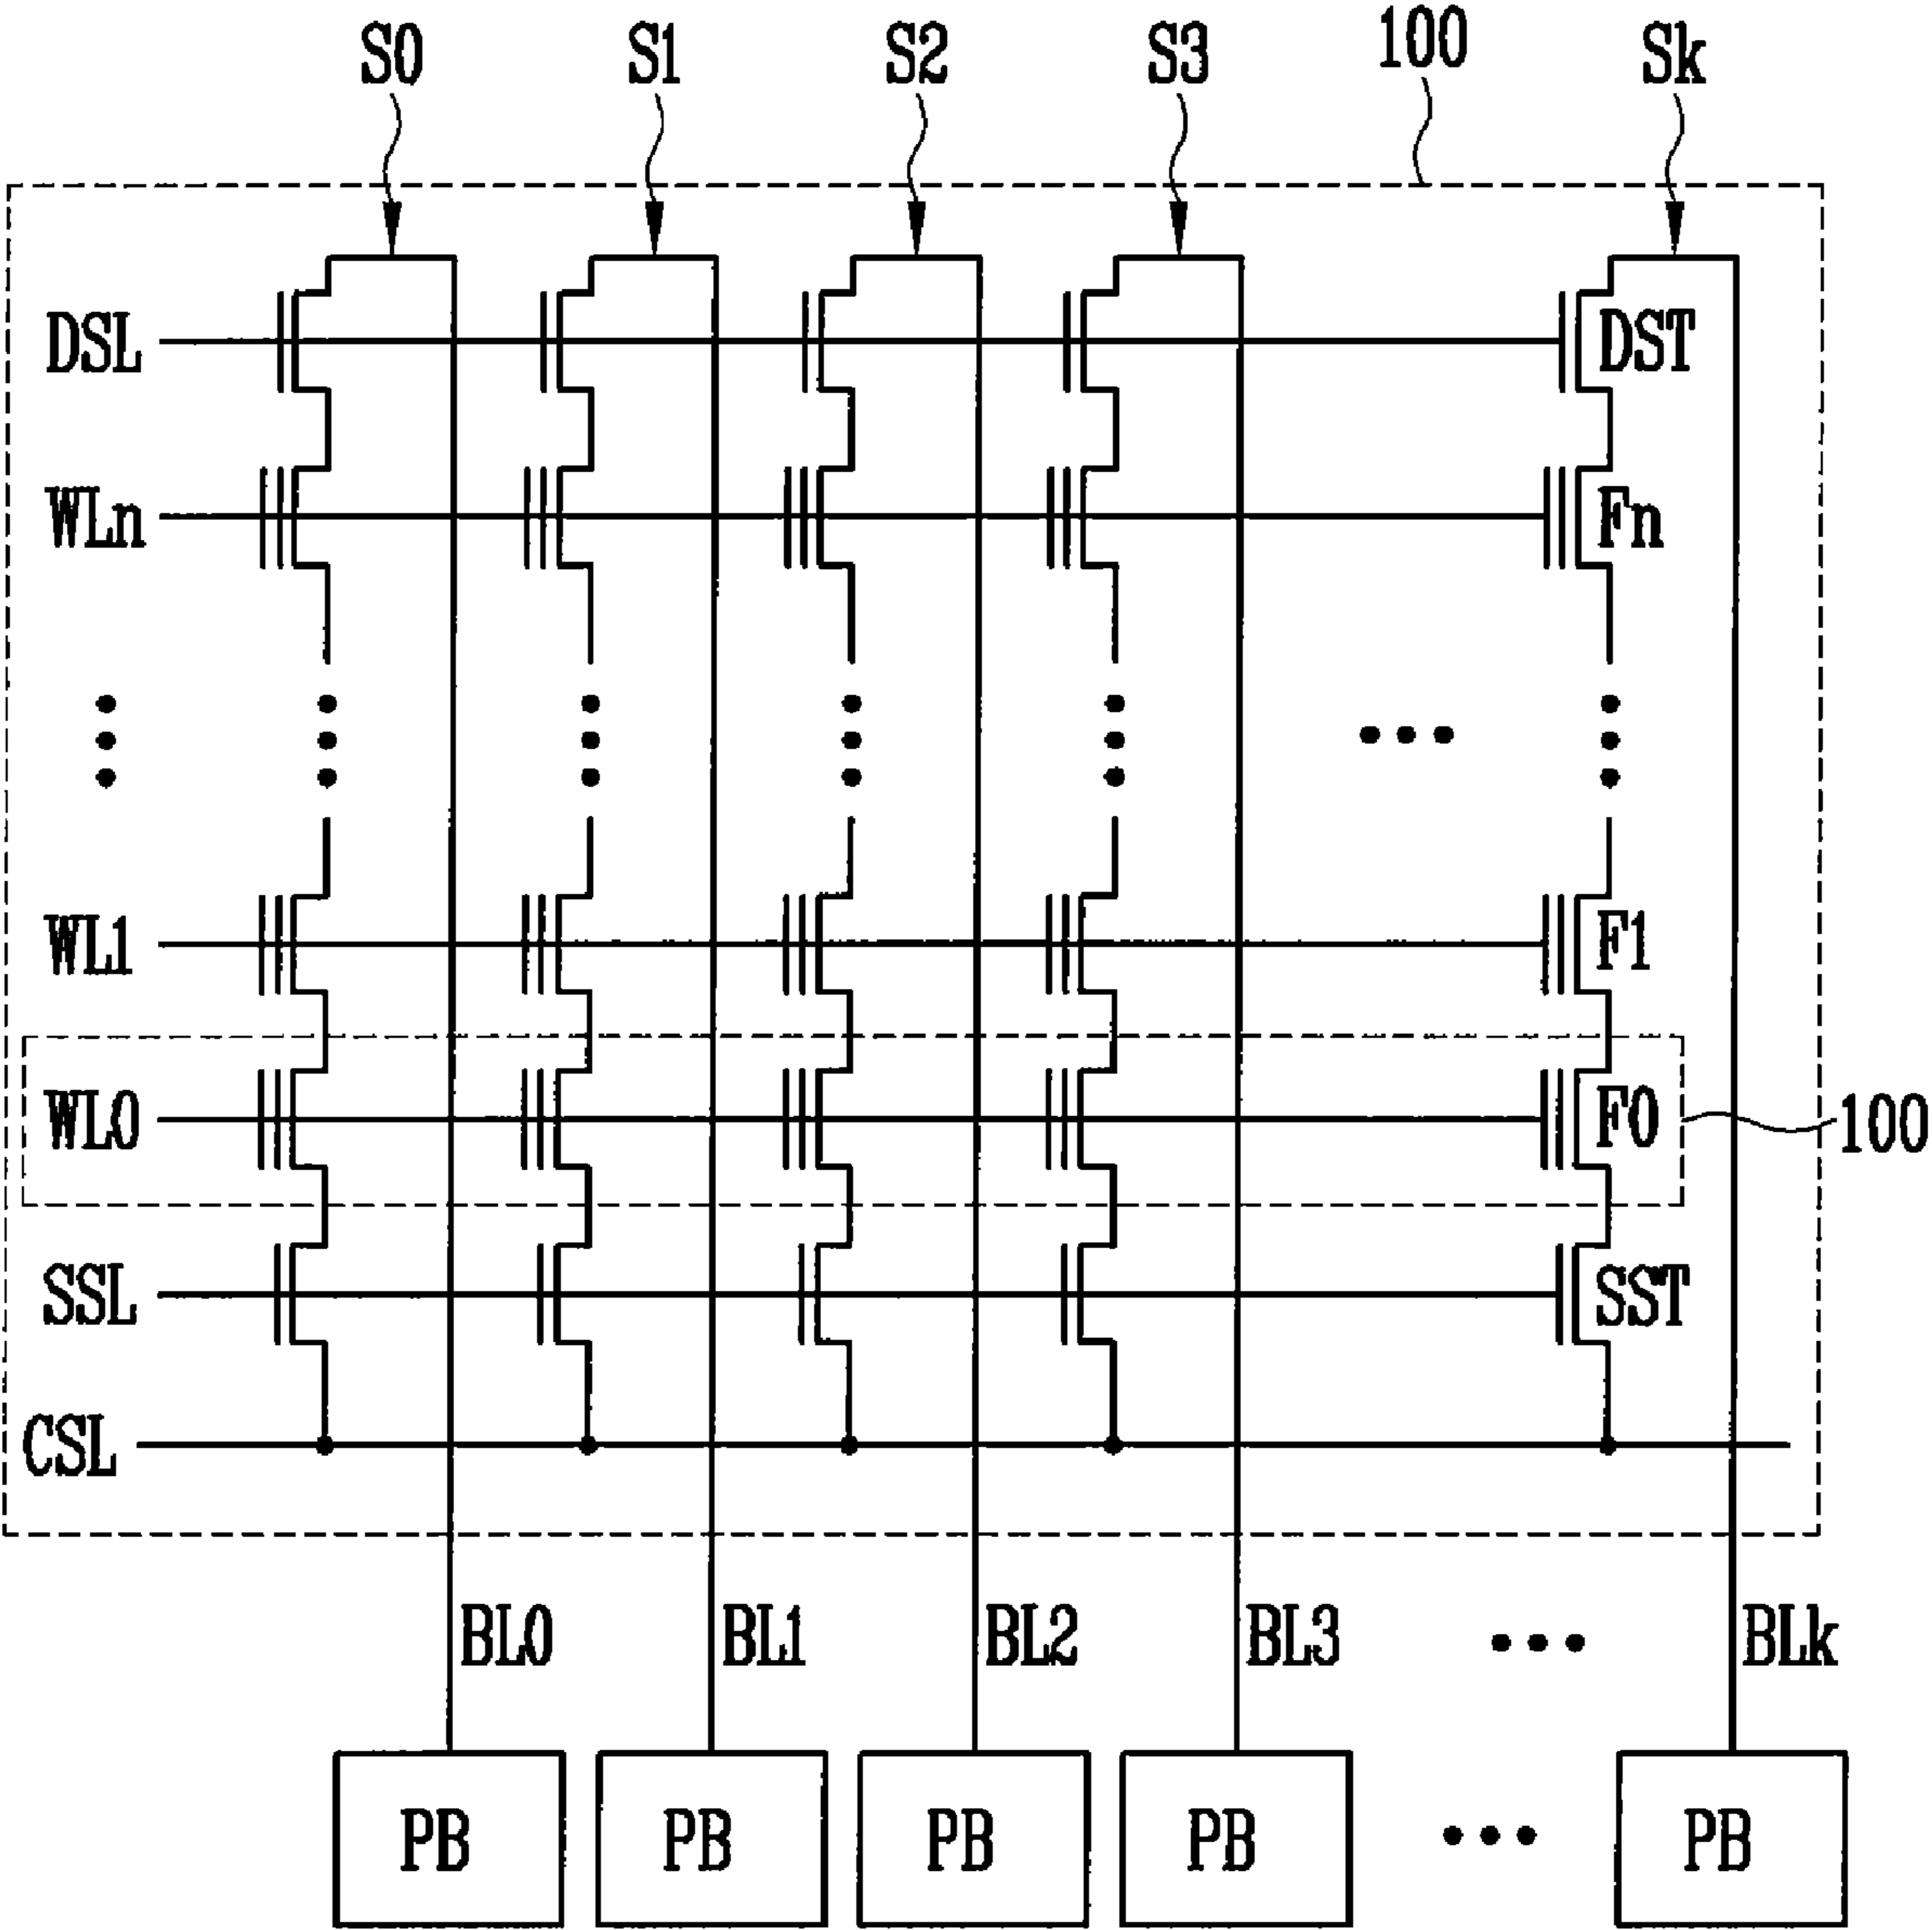 S0 S1 S2 S3 100 Sk
DSL DST
WLn Fn
WL1 F1
WL0 F0 100
SSL SST
CSL
BL0 BL1 BL2 BL3 BLk
PB PB PB PB PB